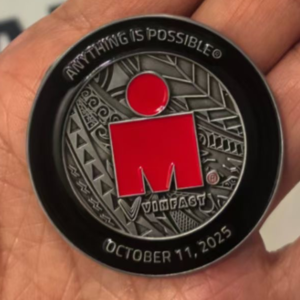 ANYTHING IS POSSIBLE®
M®
VINFAST
OCTOBER 11, 2025